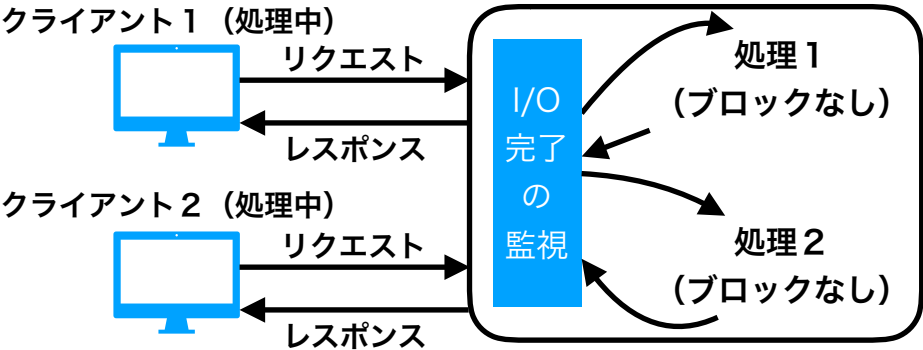 クライアント１（処理中）
リクエスト
レスポンス
クライアント２（処理中）
リクエスト
レスポンス
I/O
完了
の
監視
処理１
（ブロックなし）
処理２
（ブロックなし）